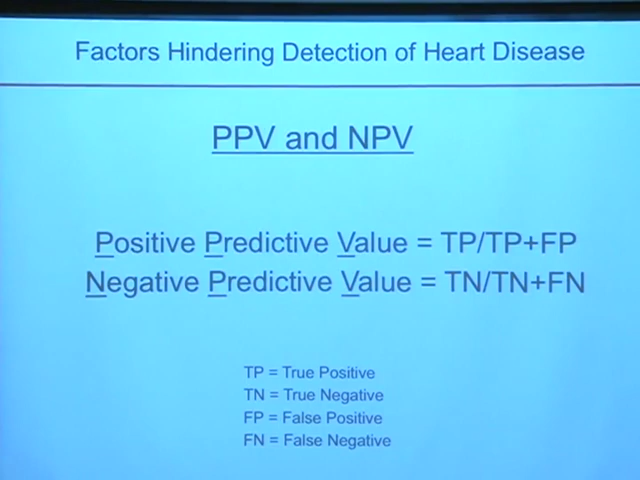 Factors Hindering Detection of Heart Disease
PPV and NPV
Positive Predictive Value = TP/TP+FP
Negative Predictive Value = TN/TN+FN
TP = True Positive
TN = True Negative
FP = False Positive
FN = False Negative